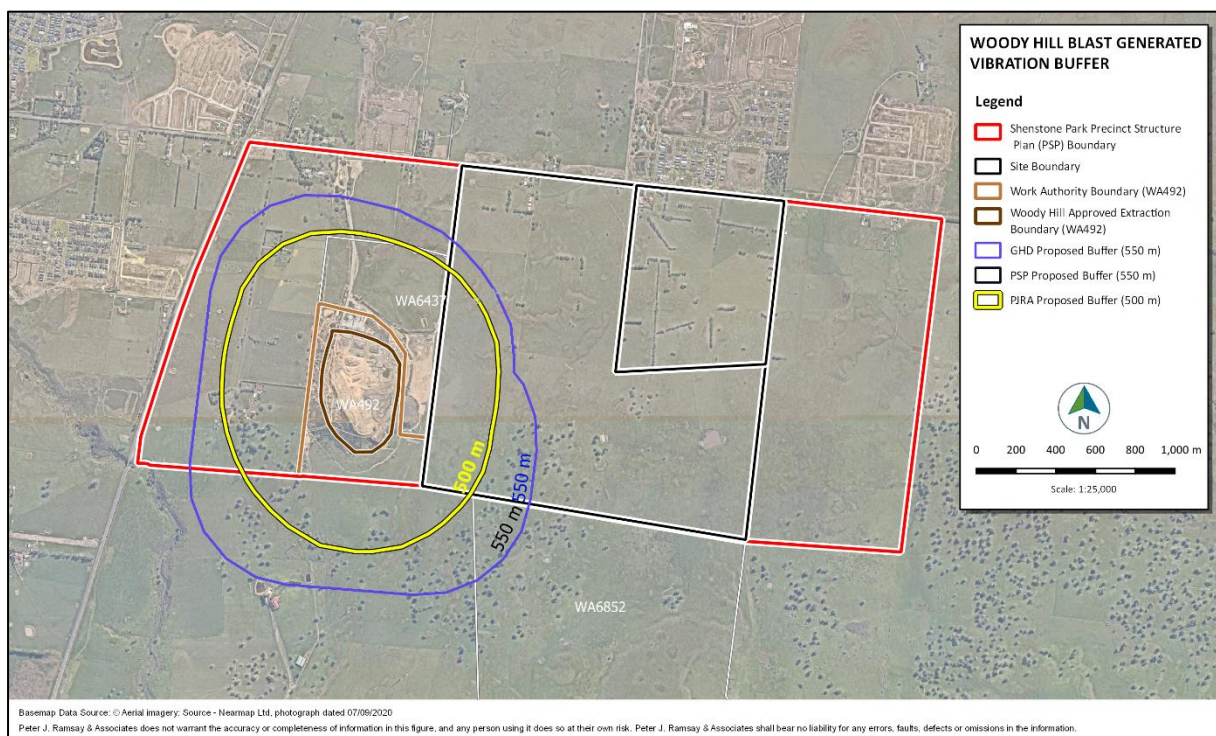 WOODY HILL BLAST GENERATED
VIBRATION BUFFER
Legend
Shenstone Park Precinct Structure
Plan (PSP) Boundary
Site Boundary
Work Authority Boundary (WA492)
Woody Hill Approved Extraction
Boundary (WA492)
GHD Proposed Buffer (550 m)
PSP Proposed Buffer (550 m)
PJRA Proposed Buffer (500 m)
N
0 200 400 600 800 1,000 m
Scale: 1:25,000
WA6437
WA492
500 m
550 m
550 m
WA6852
Basemap Data Source: © Aerial imagery: Source - Nearmap Ltd, photograph dated 07/09/2020
Peter J. Ramsay & Associates does not warrant the accuracy or completeness of information in this figure, and any person using it does so at their own risk. Peter J. Ramsay & Associates shall bear no liability for any errors, faults, defects or omissions in the information.